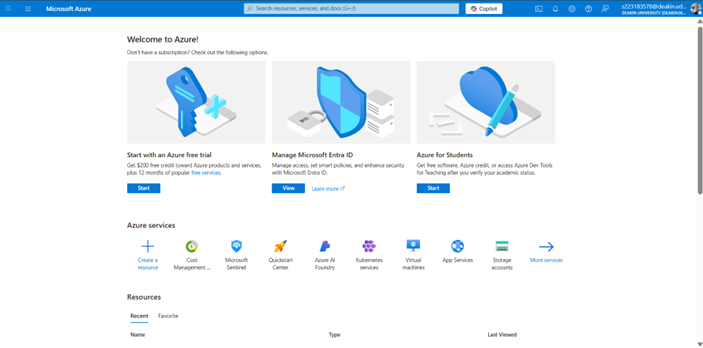 Microsoft Azure
Search resources, services, and docs (G+/)
Copilot
s223183578@deakin.ed...
DEAKIN UNIVERSITY (DEAKIN.M...
Welcome to Azure!
Don't have a subscription? Check out the following options.
Start with an Azure free trial
Get $200 free credit toward Azure products and services,
plus 12 months of popular free services.
Start
Manage Microsoft Entra ID
Manage access, set smart policies, and enhance security
with Microsoft Entra ID.
View
Learn more
Azure for Students
Get free software, Azure credit, or access Azure Dev Tools
for Teaching after you verify your academic status.
Start
Azure services
Create a
resource
Cost
Management ...
Microsoft
Sentinel
Quickstart
Center
Azure AI
Foundry
Kubernetes
services
Virtual
machines
App Services
Storage
accounts
More services
Resources
Recent
Favorite
Name
Type
Last Viewed